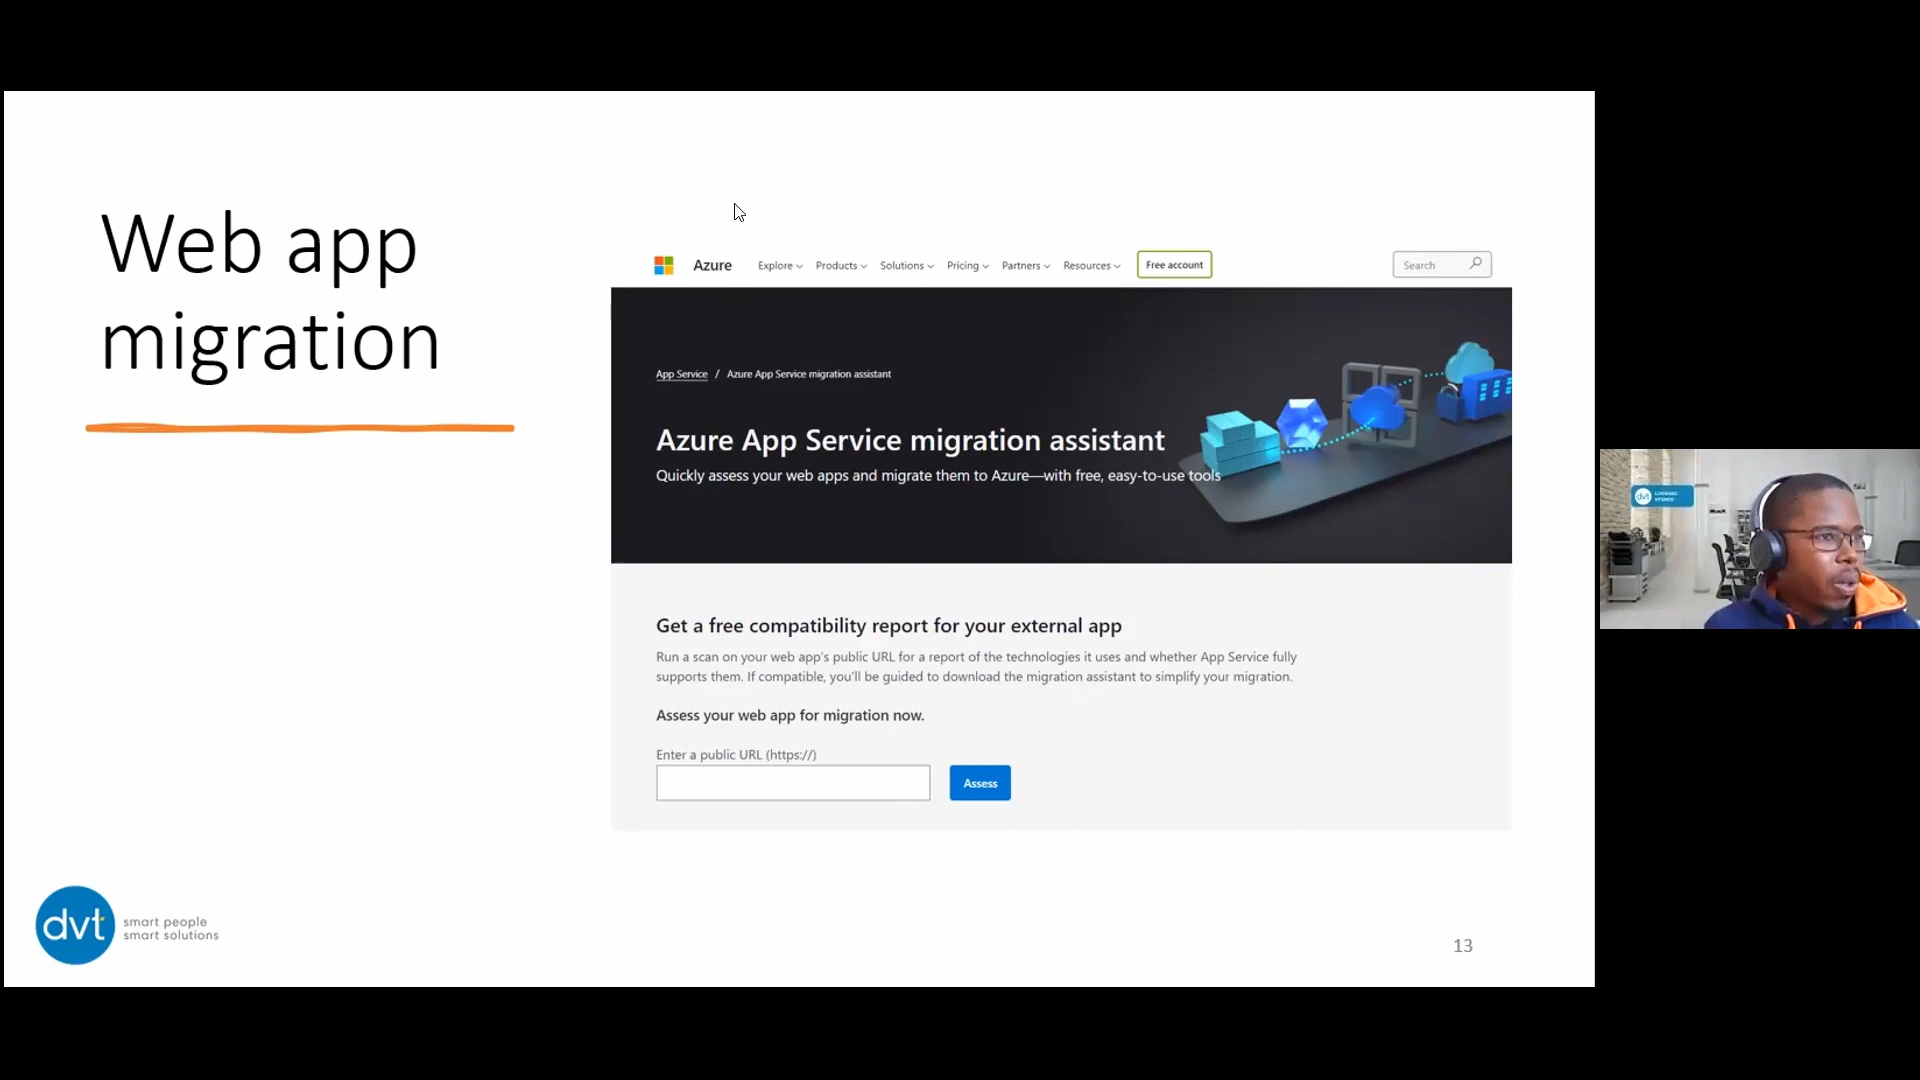 Web app
migration
Azure
Explore
Products
Solutions
Pricing
Partners
Resources
Free account
Search
App Service / Azure App Service migration assistant
Azure App Service migration assistant
Quickly assess your web apps and migrate them to Azure—with free, easy-to-use tools
Get a free compatibility report for your external app
Run a scan on your web app's public URL for a report of the technologies it uses and whether App Service fully
supports them. If compatible, you'll be guided to download the migration assistant to simplify your migration.
Assess your web app for migration now.
Enter a public URL (https://)
Assess
dvt
smart people
smart solutions
13
dvt